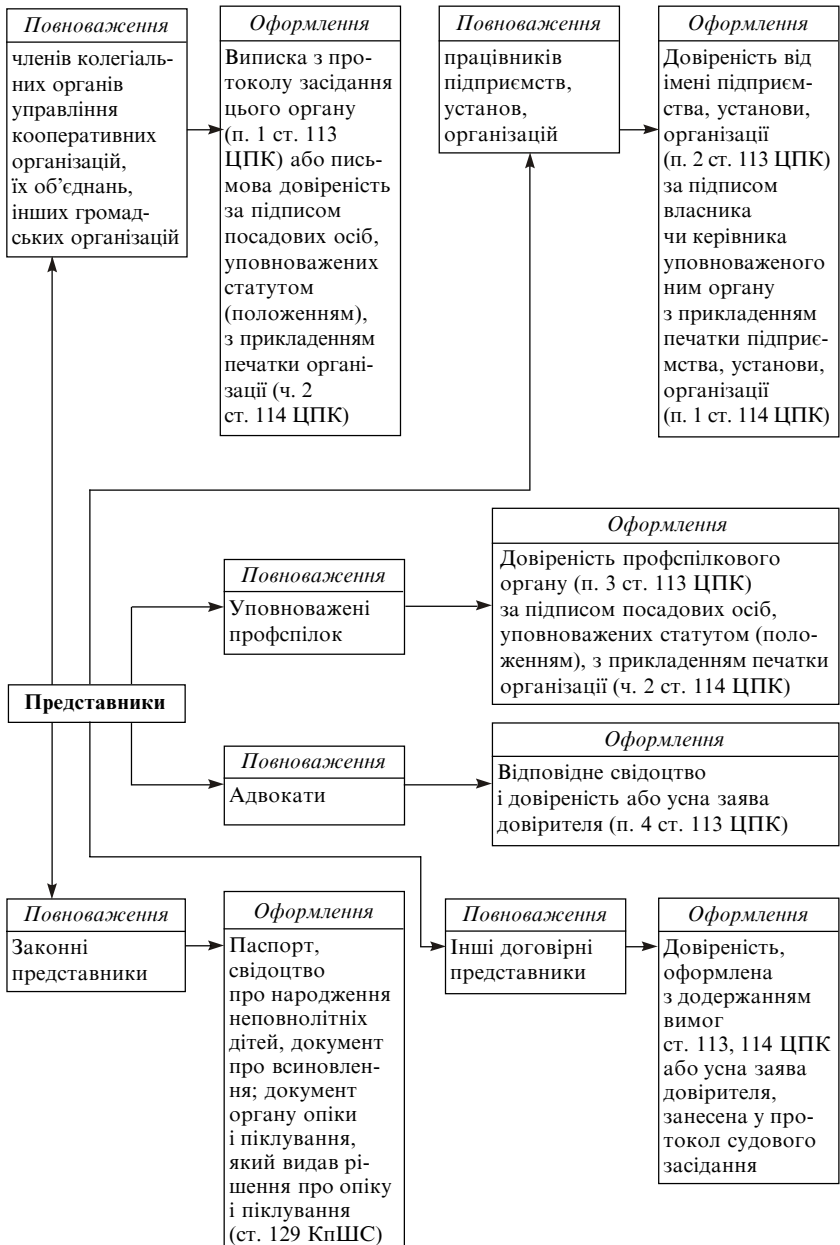 Повноваження
членів колегіаль-
них органів
управління
кооперативних
організацій,
їх об’єднань,
інших громад-
ських організацій
Оформлення
Виписка з про-
токолу засідання
цього органу
(п. 1 ст. 113
ЦПК) або пись-
мова довіреність
за підписом
посадових осіб,
уповноважених
статутом
(положенням),
з прикладенням
печатки органі-
зації (ч. 2
ст. 114 ЦПК)
Повноваження
працівників
підприємств,
установ,
організацій
Оформлення
Довіреність від
імені підприєм-
ства, установи,
організації
(п. 2 ст. 113 ЦПК)
за підписом
власника
чи керівника
уповноваженого
ним органу
з прикладенням
печатки підприє-
мства, установи,
організації
(п. 1 ст. 114 ЦПК)
Представники
Повноваження
Уповноважені
профспілок
Оформлення
Довіреність профспілкового
органу (п. 3 ст. 113 ЦПК)
за підписом посадових осіб,
уповноважених статутом (поло-
женням), з прикладенням печатки
організації (ч. 2 ст. 114 ЦПК)
Повноваження
Адвокати
Оформлення
Відповідне свідоцтво
і довіреність або усна заява
довірителя (п. 4 ст. 113 ЦПК)
Повноваження
Законні
представники
Оформлення
Паспорт,
свідоцтво
про народження
неповнолітніх
дітей, документ
про всиновлен-
ня; документ
органу опіки
і піклування,
який видав рі-
шення про опіку
і піклування
(ст. 129 КпШС)
Повноваження
Інші договірні
представники
Оформлення
Довіреність,
оформлена
з додержанням
вимог
ст. 113, 114 ЦПК
або усна заява
довірителя,
занесена у про-
токол судового
засідання